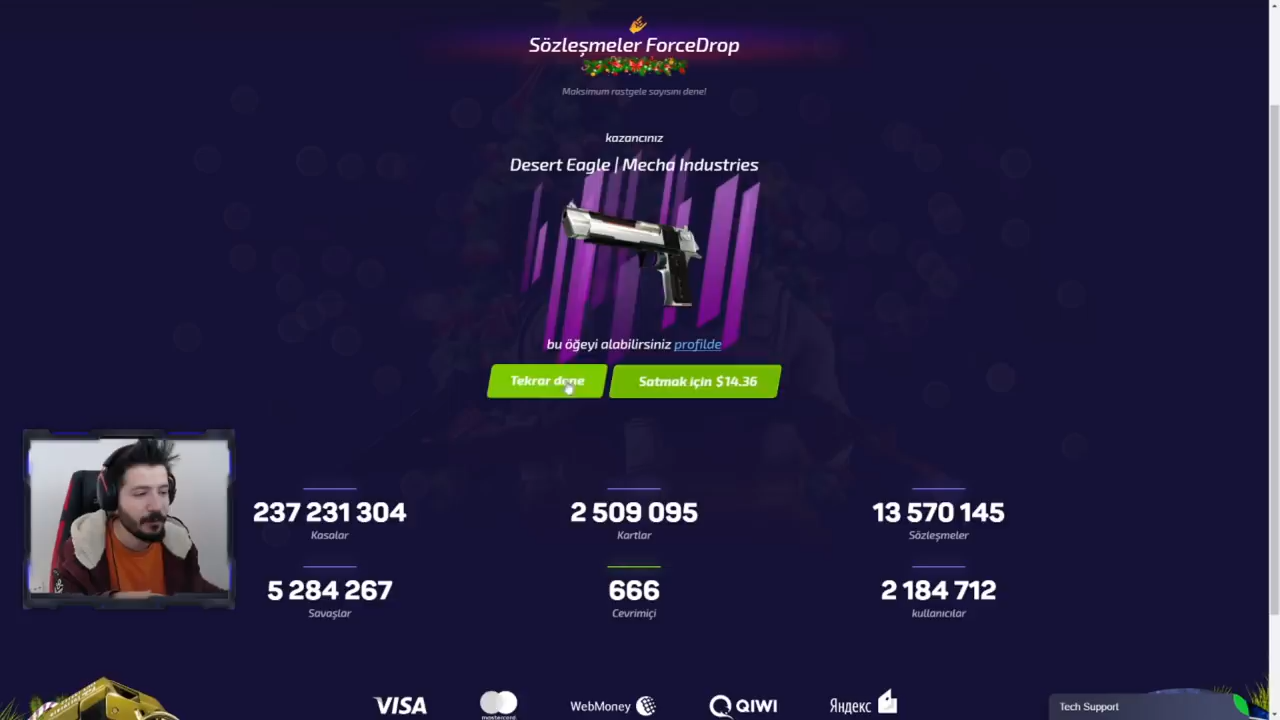 Sözleşmeler ForceDrop
Maksimum rastgele sayısını dene!
kazancınız
Desert Eagle | Mecha Industries
bu öğeyi alabilirsiniz profilde
Tekrar dene
Satmak için $14.36
237 231 304
Kasalar
2 509 095
Kartlar
13 570 145
Sözleşmeler
5 284 267
Savaşlar
666
Çevrimiçi
2 184 712
kullanıcılar
VISA
mastercard
WebMoney
QIWI
Яндекс
Tech Support